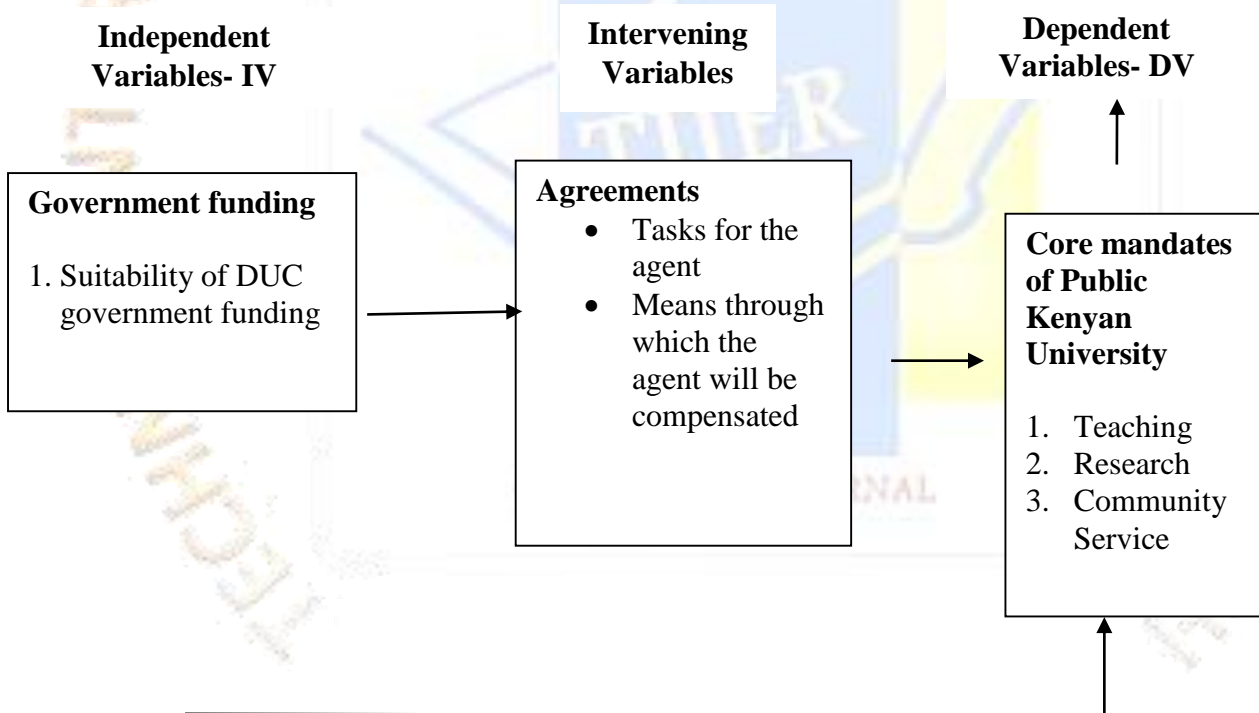 Independent
Variables- IV
Intervening
Variables
Dependent
Variables- DV
TIJER
Government funding
1. Suitability of DUC
government funding
Agreements
• Tasks for the
agent
• Means through
which the
agent will be
compensated
Core mandates
of Public
Kenyan
University
1. Teaching
2. Research
3. Community
Service